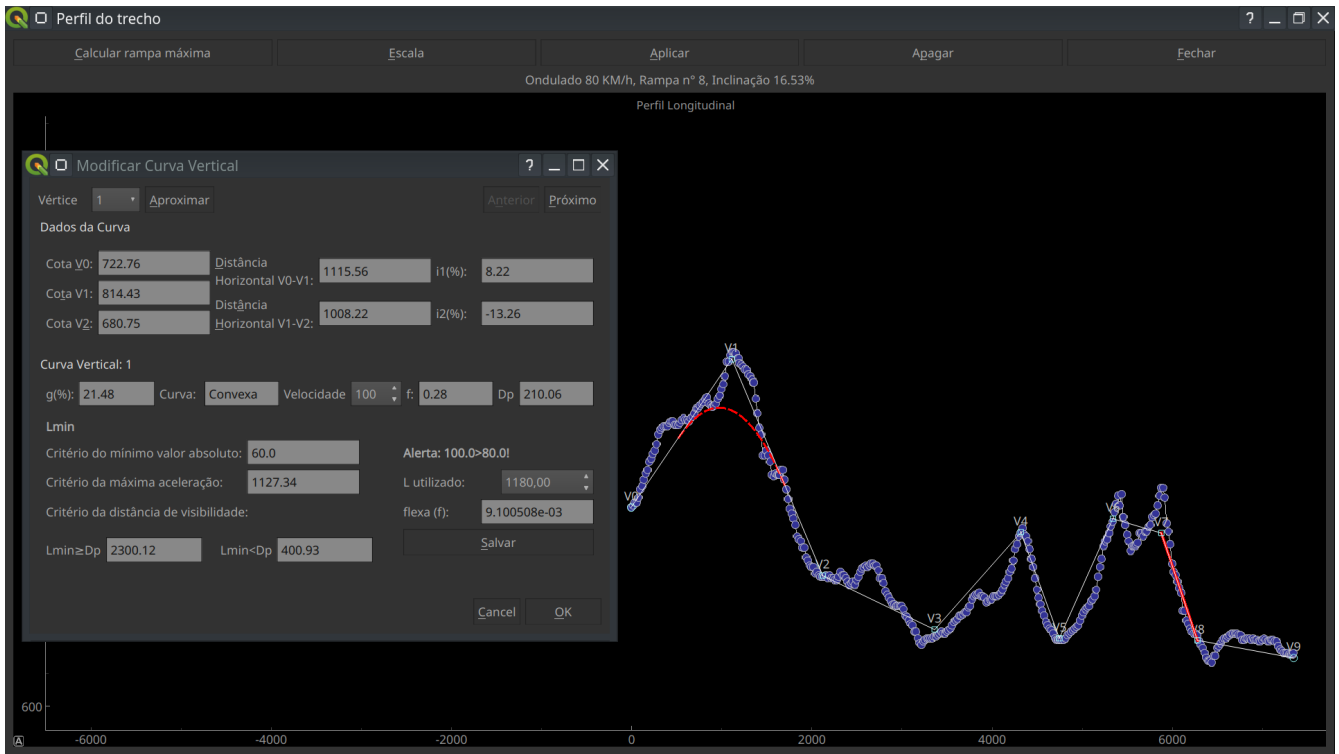 Perfil do trecho
Calcular rampa máxima Escala Aplicar Apagar Fechar
Ondulado 80 KM/h, Rampa n° 8, Inclinação 16.53%
Perfil Longitudinal
Modificar Curva Vertical
Vértice 1 Aproximar Anterior Próximo
Dados da Curva
Cota V0: 722.76 Distância Horizontal V0-V1: 1115.56 i1(%): 8.22
Cota V1: 814.43
Cota V2: 680.75 Distância Horizontal V1-V2: 1008.22 i2(%): -13.26
Curva Vertical: 1
g(%): 21.48 Curva: Convexa Velocidade 100 f: 0.28 Dp 210.06
Lmin
Critério do mínimo valor absoluto: 60.0 Alerta: 100.0>80.0!
Critério da máxima aceleração: 1127.34 L utilizado: 1180,00
Critério da distância de visibilidade: flexa (f): 9.100508e-03
Lmin≥Dp 2300.12 Lmin<Dp 400.93 Salvar
Cancel OK
V0
V1
V2
V3
V4
V5
V6
V7
V8
V9
600
A -6000 -4000 -2000 0 2000 4000 6000